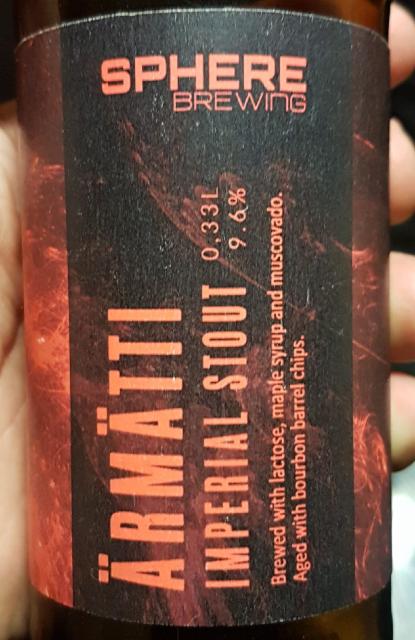 SPHERE
BREWING
ÄRMÄTTI
IMPERIAL STOUT
0,33L
9.6%
Brewed with lactose, maple syrup and muscovado.
Aged with bourbon barrel chips.